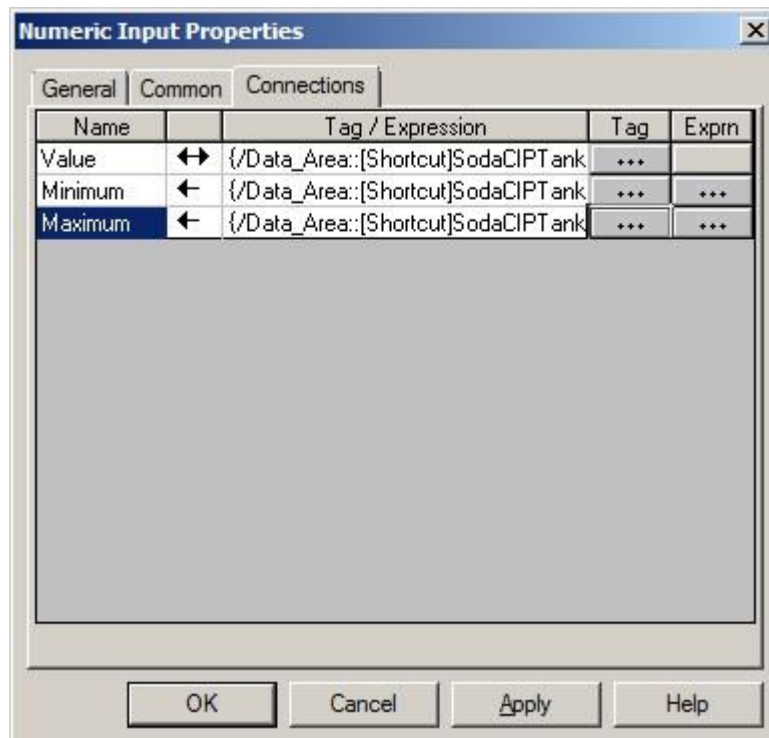 Numeric Input Properties
General Common Connections
Name Tag / Expression Tag Exprn
Value {/Data_Area::[Shortcut]SodaCIPTank ...
Minimum {/Data_Area::[Shortcut]SodaCIPTank ... ...
Maximum {/Data_Area::[Shortcut]SodaCIPTank ... ...
OK Cancel Apply Help